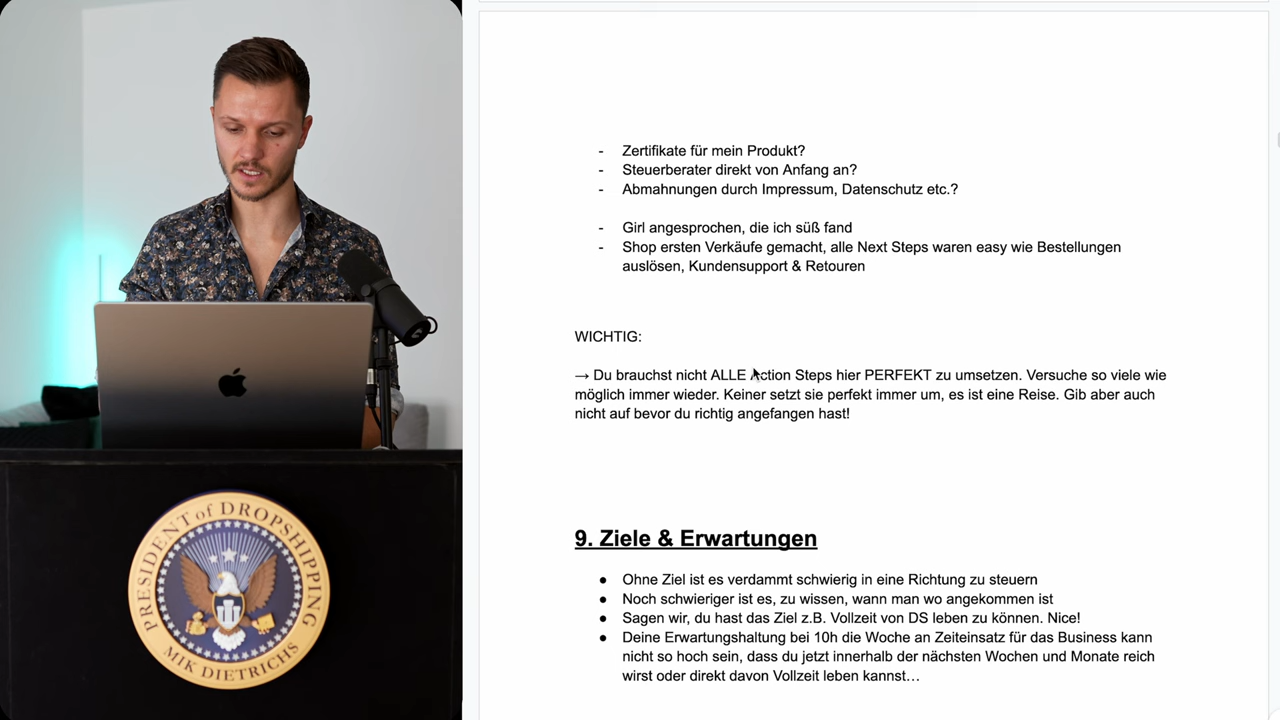 - Zertifikate für mein Produkt?
- Steuerberater direkt von Anfang an?
- Abmahnungen durch Impressum, Datenschutz etc.?
- Girl angesprochen, die ich süß fand
- Shop ersten Verkäufe gemacht, alle Next Steps waren easy wie Bestellungen
auslösen, Kundensupport & Retouren
WICHTIG:
→ Du brauchst nicht ALLE Action Steps hier PERFEKT zu umsetzen. Versuche so viele wie
möglich immer wieder. Keiner setzt sie perfekt immer um, es ist eine Reise. Gib aber auch
nicht auf bevor du richtig angefangen hast!
9. Ziele & Erwartungen
● Ohne Ziel ist es verdammt schwierig in eine Richtung zu steuern
● Noch schwieriger ist es, zu wissen, wann man wo angekommen ist
● Sagen wir, du hast das Ziel z.B. Vollzeit von DS leben zu können. Nice!
● Deine Erwartungshaltung bei 10h die Woche an Zeiteinsatz für das Business kann
nicht so hoch sein, dass du jetzt innerhalb der nächsten Wochen und Monate reich
wirst oder direkt davon Vollzeit leben kannst…
PRESIDENT of DROPSHIPPING
MIK DIETRICHS